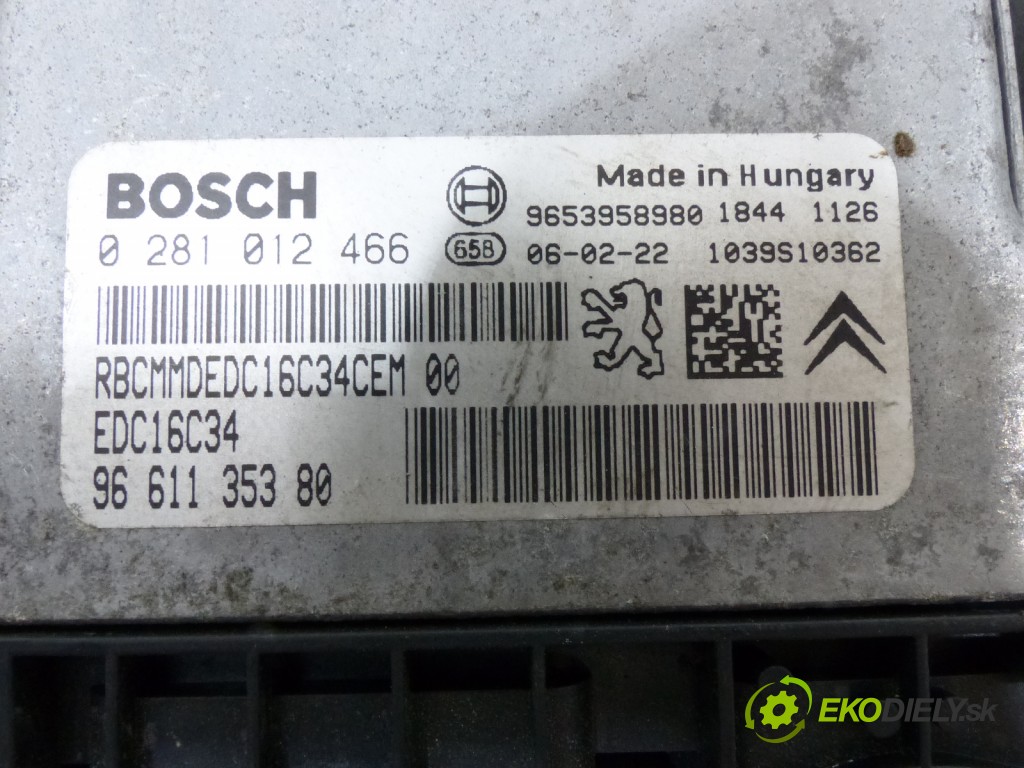 BOSCH
Made in Hungary
9653958980 1844 1126
0 281 012 466 658 06-02-22 1039S10362
RBCMMDEDC16C34CEM 00
EDC16C34
96 611 353 80
EKODIELY.sk